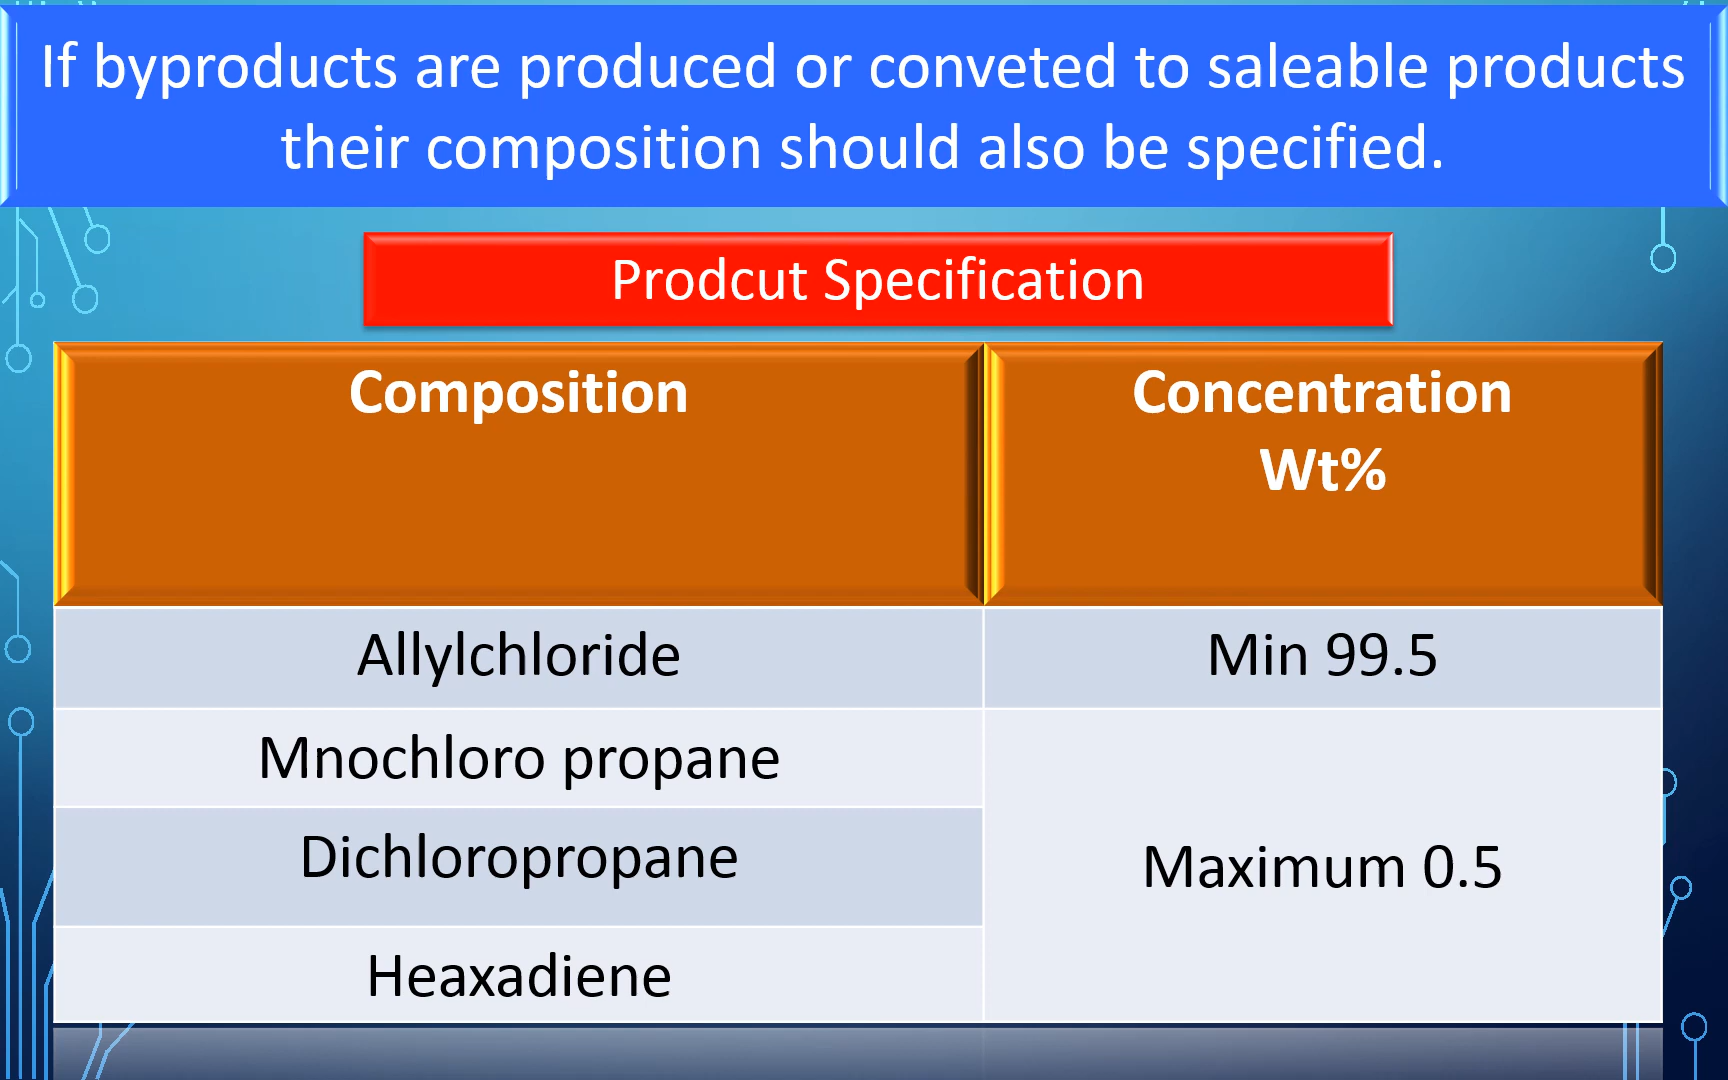 If byproducts are produced or conveted to saleable products
their composition should also be specified.
Prodcut Specification
Composition
Concentration
Wt%
Allylchloride
Min 99.5
Mnochloro propane
Dichloropropane
Maximum 0.5
Heaxadiene